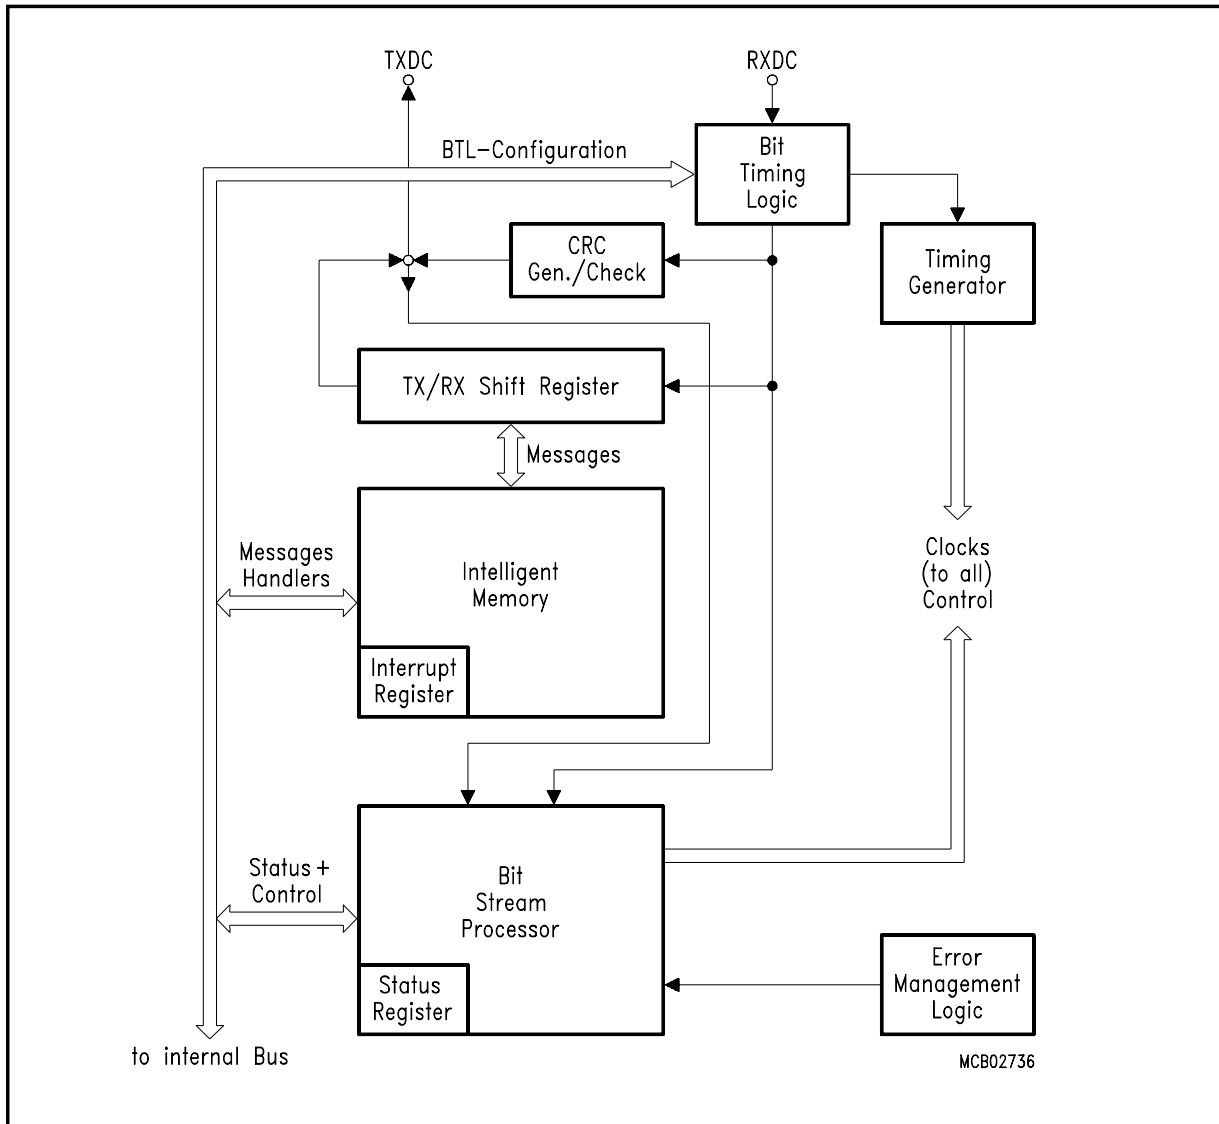 TXDC
RXDC
BTL-Configuration
Bit
Timing
Logic
CRC
Gen./Check
Timing
Generator
TX/RX Shift Register
Messages
Messages
Handlers
Intelligent
Memory
Clocks
(to all)
Control
Interrupt
Register
Status +
Control
Bit
Stream
Processor
Status
Register
Error
Management
Logic
to internal Bus
MCB02736